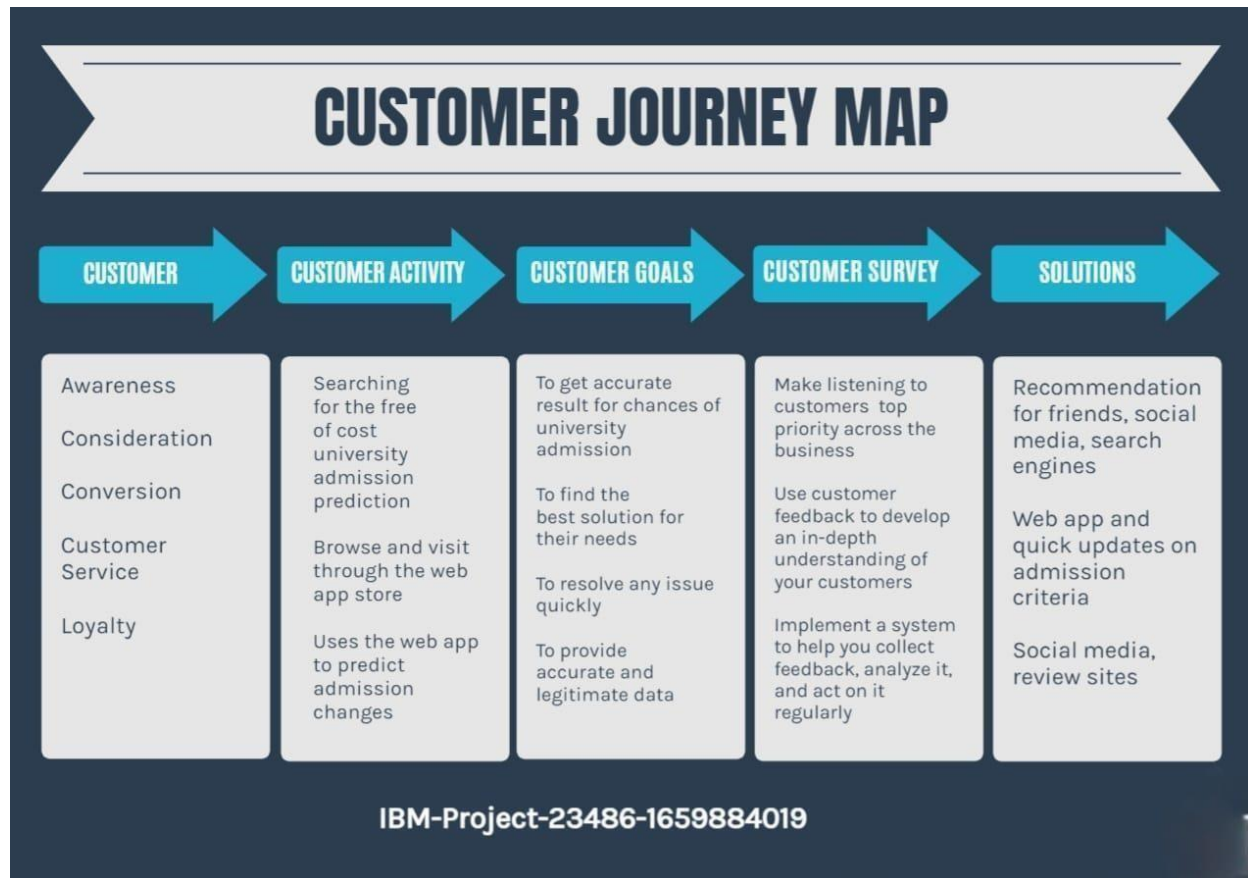 CUSTOMER JOURNEY MAP
CUSTOMER
CUSTOMER ACTIVITY
CUSTOMER GOALS
CUSTOMER SURVEY
SOLUTIONS
Awareness
Consideration
Conversion
Customer
Service
Loyalty
Searching
for the free
of cost
university
admission
prediction
Browse and visit
through the web
app store
Uses the web app
to predict
admission
changes
To get accurate
result for chances of
university
admission
To find the
best solution for
their needs
To resolve any issue
quickly
To provide
accurate and
legitimate data
Make listening to
customers top
priority across the
business
Use customer
feedback to develop
an in-depth
understanding of
your customers
Implement a system
to help you collect
feedback, analyze it,
and act on it
regularly
Recommendation
for friends, social
media, search
engines
Web app and
quick updates on
admission
criteria
Social media,
review sites
IBM-Project-23486-1659884019